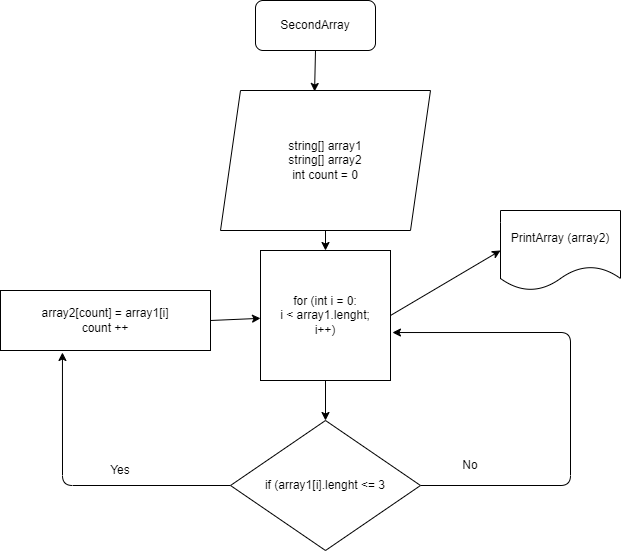 SecondArray
string[] array1
string[] array2
int count = 0
PrintArray (array2)
for (int i = 0:
i < array1.lenght;
i++)
array2[count] = array1[i]
count ++
Yes
No
if (array1[i].lenght <= 3